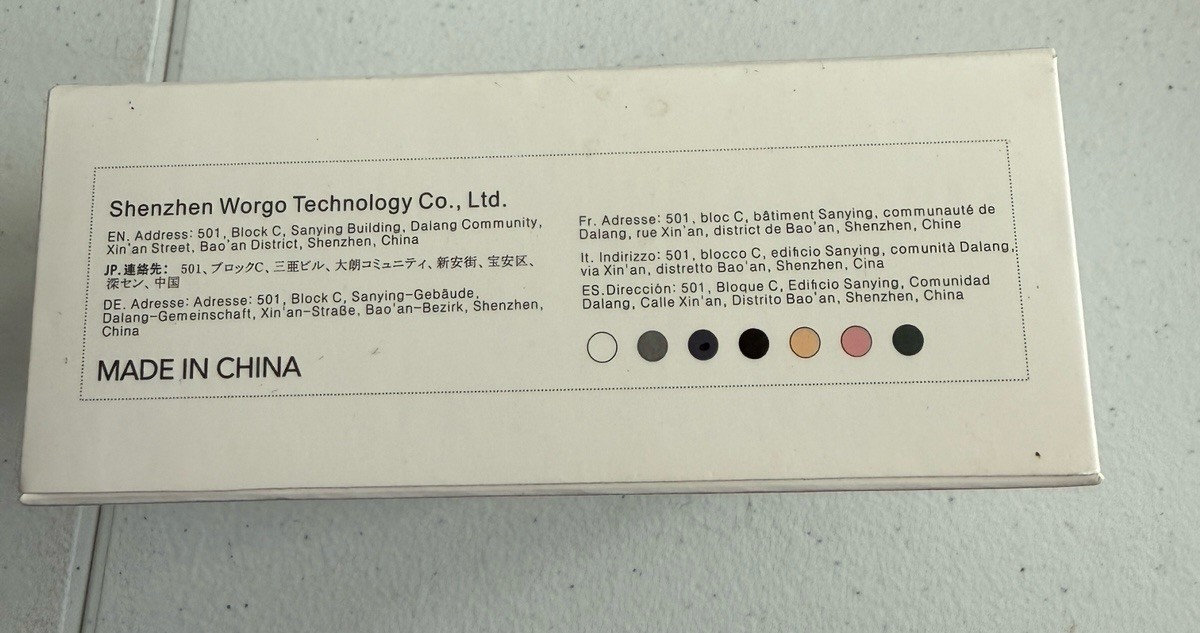 Shenzhen Worgo Technology Co., Ltd.
EN. Address: 501, Block C, Sanying Building, Dalang Community,
Xin'an Street, Bao'an District, Shenzhen, China
JP.連絡先： 501、ブロックC、三亜ビル、大朗コミュニティ、新安街、宝安区、
深セン、中国
DE. Adresse: Adresse: 501, Block C, Sanying-Gebäude,
Dalang-Gemeinschaft, Xin'an-Straße, Bao'an-Bezirk, Shenzhen,
China
MADE IN CHINA
Fr. Adresse: 501, bloc C, bâtiment Sanying, communauté de
Dalang, rue Xin'an, district de Bao'an, Shenzhen, Chine
It. Indirizzo: 501, blocco C, edificio Sanying, comunità Dalang,
via Xin'an, distretto Bao'an, Shenzhen, Cina
ES.Direcciòn: 501, Bloque C, Edificio Sanying, Comunidad
Dalang, Calle Xin'an, Distrito Bao'an, Shenzhen, China